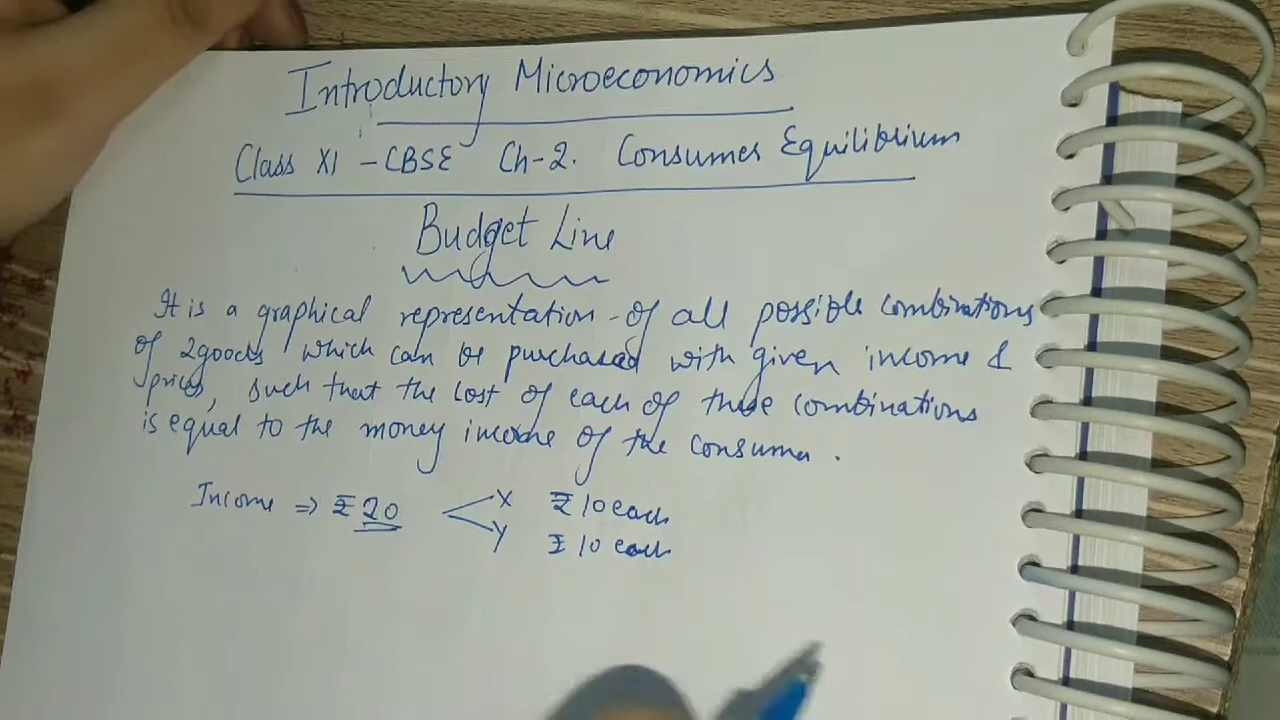 Introductory Microeconomics
Class XI - CBSE Ch-2. Consumer Equilibrium
Budget Line
It is a graphical representation of all possible combinations
of 2 goods which can be purchased with given income &
prices, such that the cost of each of these combinations
is equal to the money income of the consumer.
Income ⇒ ₹20 < X ₹10 each
Y ₹10 each